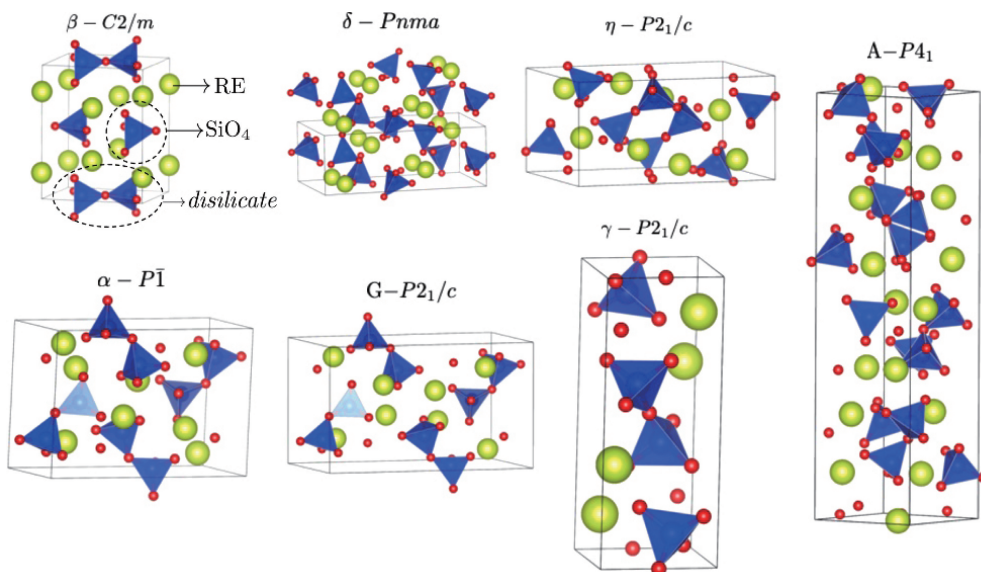 β − C2/m
δ − Pnma
η − P2₁/c
A−P4₁
RE
SiO₄
disilicate
α − P1̄
G−P2₁/c
γ − P2₁/c